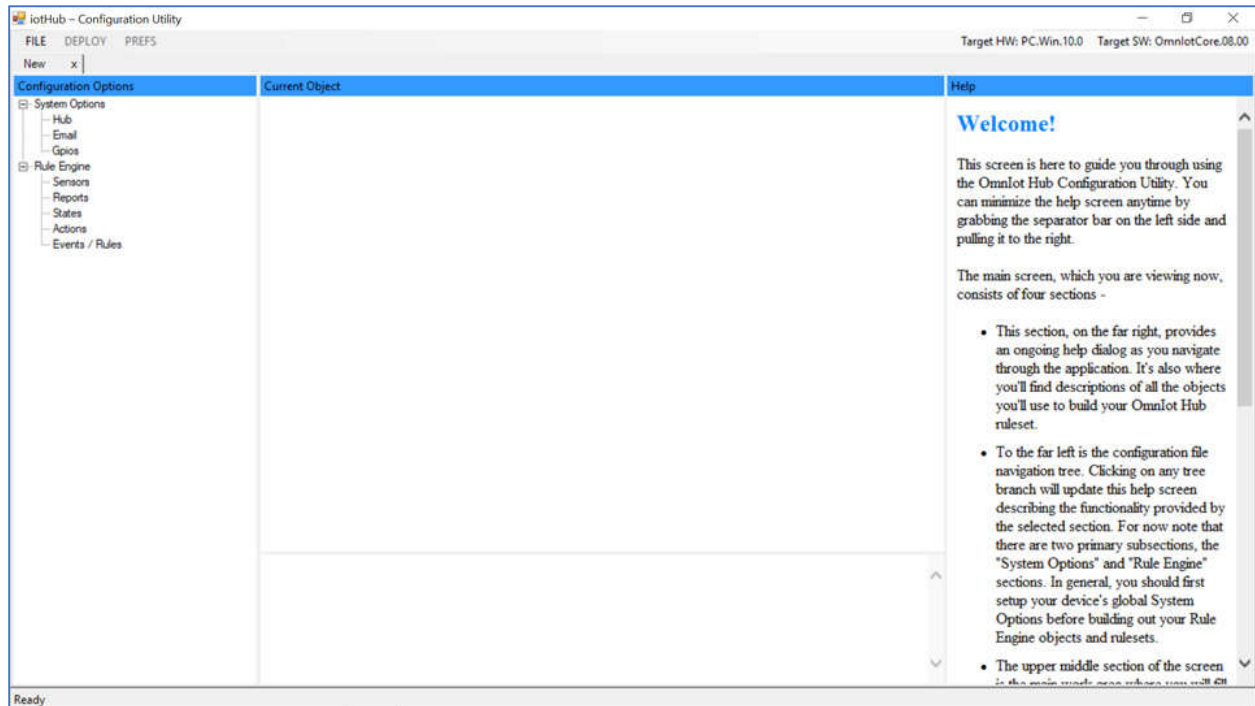 iotHub – Configuration Utility
FILE DEPLOY PREFS Target HW: PC.Win.10.0 Target SW: OmnIotCore.08.00
New x
Configuration Options
System Options
Hub
Email
Gpios
Rule Engine
Sensors
Reports
States
Actions
Events / Rules
Current Object
Help
Welcome!
This screen is here to guide you through using
the OmnIot Hub Configuration Utility. You
can minimize the help screen anytime by
grabbing the separator bar on the left side and
pulling it to the right.
The main screen, which you are viewing now,
consists of four sections -
• This section, on the far right, provides
an ongoing help dialog as you navigate
through the application. It's also where
you'll find descriptions of all the objects
you'll use to build your OmnIot Hub
ruleset.
• To the far left is the configuration file
navigation tree. Clicking on any tree
branch will update this help screen
describing the functionality provided by
the selected section. For now note that
there are two primary subsections, the
"System Options" and "Rule Engine"
sections. In general, you should first
setup your device's global System
Options before building out your Rule
Engine objects and rulesets.
• The upper middle section of the screen
is the main work area where you will fill
Ready